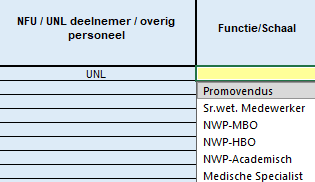 NFU / UNL deelnemer / overig
personeel
Functie/Schaal
UNL
Promovendus
Sr.wet. Medewerker
NWP-MBO
NWP-HBO
NWP-Academisch
Medische Specialist